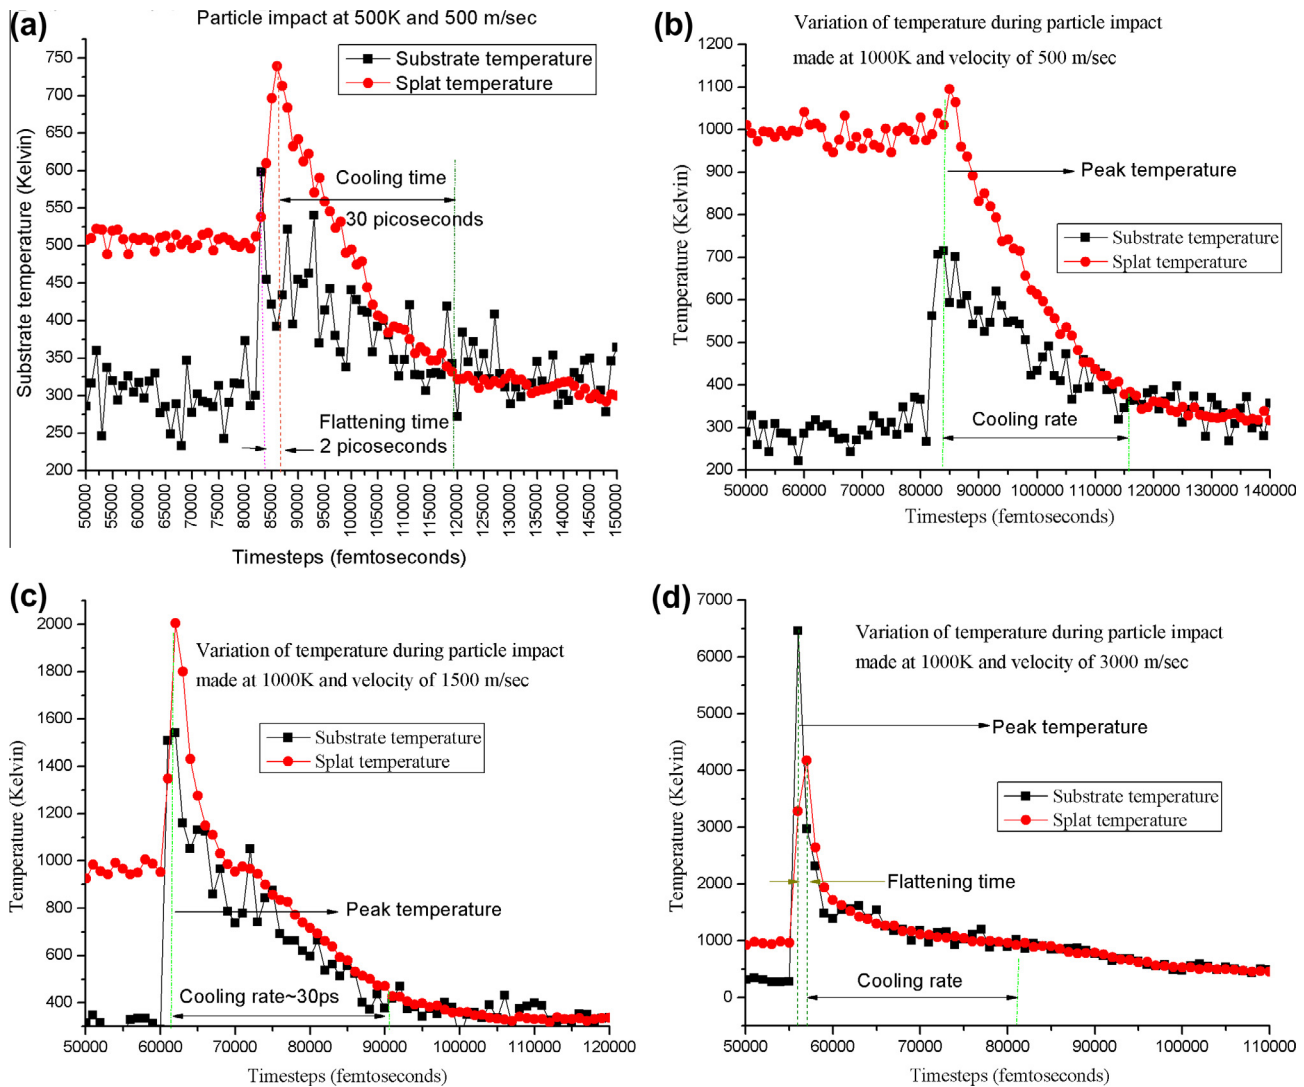 (a)
Particle impact at 500K and 500 m/sec
Substrate temperature
Splat temperature
Cooling time
30 picoseconds
Flattening time
2 picoseconds
Substrate temperature (Kelvin)
750
700
650
600
550
500
450
400
350
300
250
200
50000
55000
60000
65000
70000
75000
80000
85000
90000
95000
100000
105000
110000
115000
120000
125000
130000
135000
140000
145000
150000
Timesteps (femtoseconds)
(b)
Variation of temperature during particle impact
made at 1000K and velocity of 500 m/sec
Peak temperature
Substrate temperature
Splat temperature
Cooling rate
Temperature (Kelvin)
1200
1100
1000
900
800
700
600
500
400
300
200
50000 60000 70000 80000 90000 100000 110000 120000 130000 140000
Timesteps (femtoseconds)
(c)
Variation of temperature during particle impact
made at 1000K and velocity of 1500 m/sec
Substrate temperature
Splat temperature
Peak temperature
Cooling rate~30ps
Temperature (Kelvin)
2000
1800
1600
1400
1200
1000
800
600
400
50000 60000 70000 80000 90000 100000 110000 120000
Timesteps (femtoseconds)
(d)
Variation of temperature during particle impact
made at 1000K and velocity of 3000 m/sec
Peak temperature
Substrate temperature
Splat temperature
Flattening time
Cooling rate
Temperature (Kelvin)
7000
6000
5000
4000
3000
2000
1000
0
50000 60000 70000 80000 90000 100000 110000
Timesteps (femtoseconds)